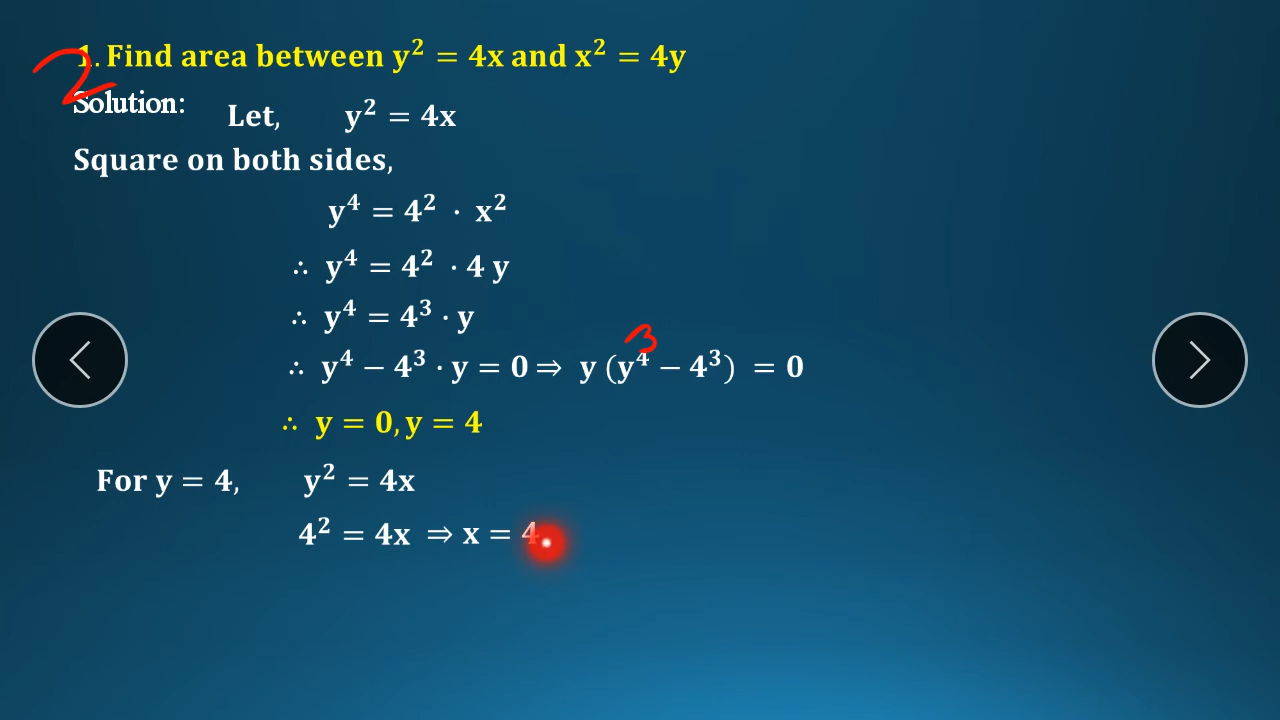 2
1. Find area between y² = 4x and x² = 4y
Solution: Let, y² = 4x
Square on both sides,
y⁴ = 4² · x²
∴ y⁴ = 4² · 4 y
∴ y⁴ = 4³ · y
3
∴ y⁴ − 4³ · y = 0 ⇒ y (y⁴ − 4³) = 0
∴ y = 0, y = 4
For y = 4, y² = 4x
4² = 4x ⇒ x = 4